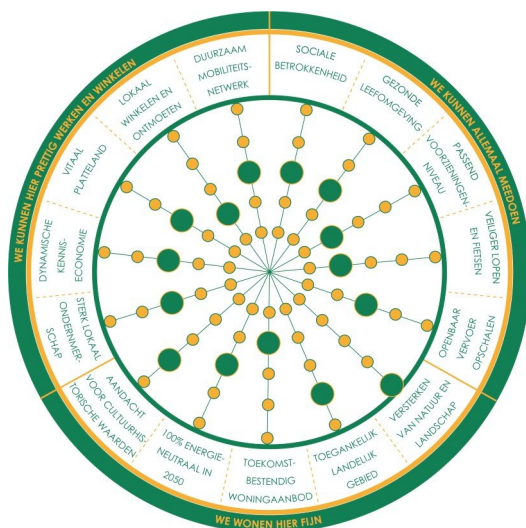 WE KUNNEN HIER PRETTIG WERKEN EN WINKELEN
WE KUNNEN ALLEMAAL MEEDOEN
WE WONEN HIER FIJN
SOCIALE
BETROKKENHEID
GEZONDE
LEEFOMGEVING
PASSEND
VOORZIENINGEN-
NIVEAU
VEILIGER LOPEN
EN FIETSEN
OPENBAAR
VERVOER
OPSCHALEN
VERSTERKEN
VAN NATUUR EN
LANDSCHAP
TOEGANKELIJK
LANDELIJK
GEBIED
TOEKOMST-
BESTENDIG
WONINGAANBOD
100% ENERGIE-
NEUTRAAL IN
2050
AANDACHT
VOOR CULTUURHIS-
TORISCHE WAARDEN
STERK LOKAAL
ONDERNMER-
SCHAP
DYNAMISCHE
KENNIS-
ECONOMIE
VITAAL
PLATTELAND
LOKAAL
WINKELEN EN
ONTMOETEN
DUURZAAM
MOBILITEITS-
NETWERK